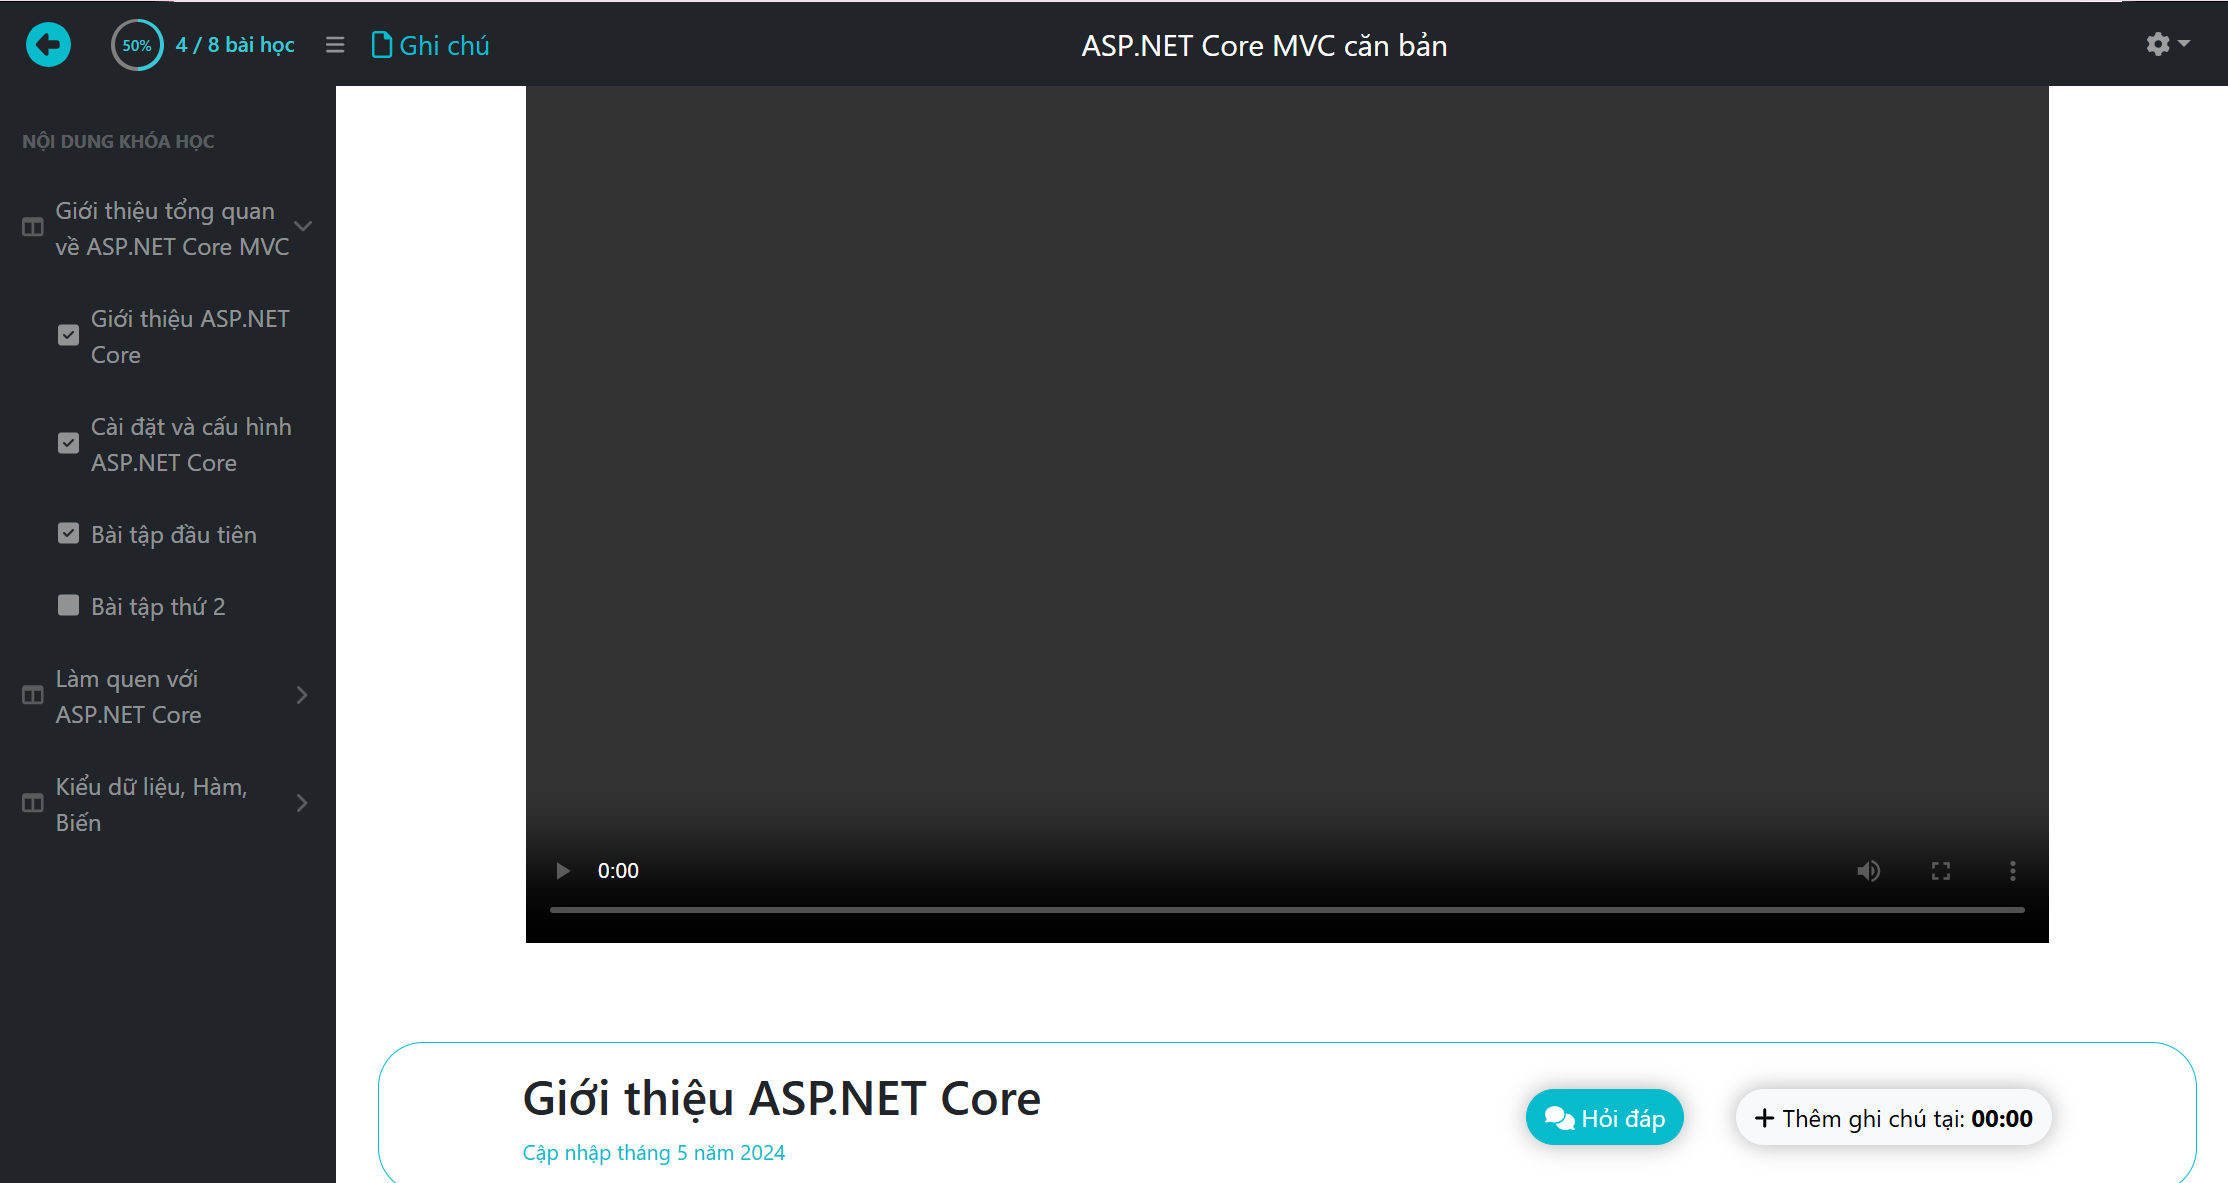 50% 4 / 8 bài học Ghi chú ASP.NET Core MVC căn bản
NỘI DUNG KHÓA HỌC
Giới thiệu tổng quan
về ASP.NET Core MVC
Giới thiệu ASP.NET
Core
Cài đặt và cấu hình
ASP.NET Core
Bài tập đầu tiên
Bài tập thứ 2
Làm quen với
ASP.NET Core
Kiểu dữ liệu, Hàm,
Biến
0:00
Giới thiệu ASP.NET Core
Cập nhập tháng 5 năm 2024
Hỏi đáp
Thêm ghi chú tại: 00:00